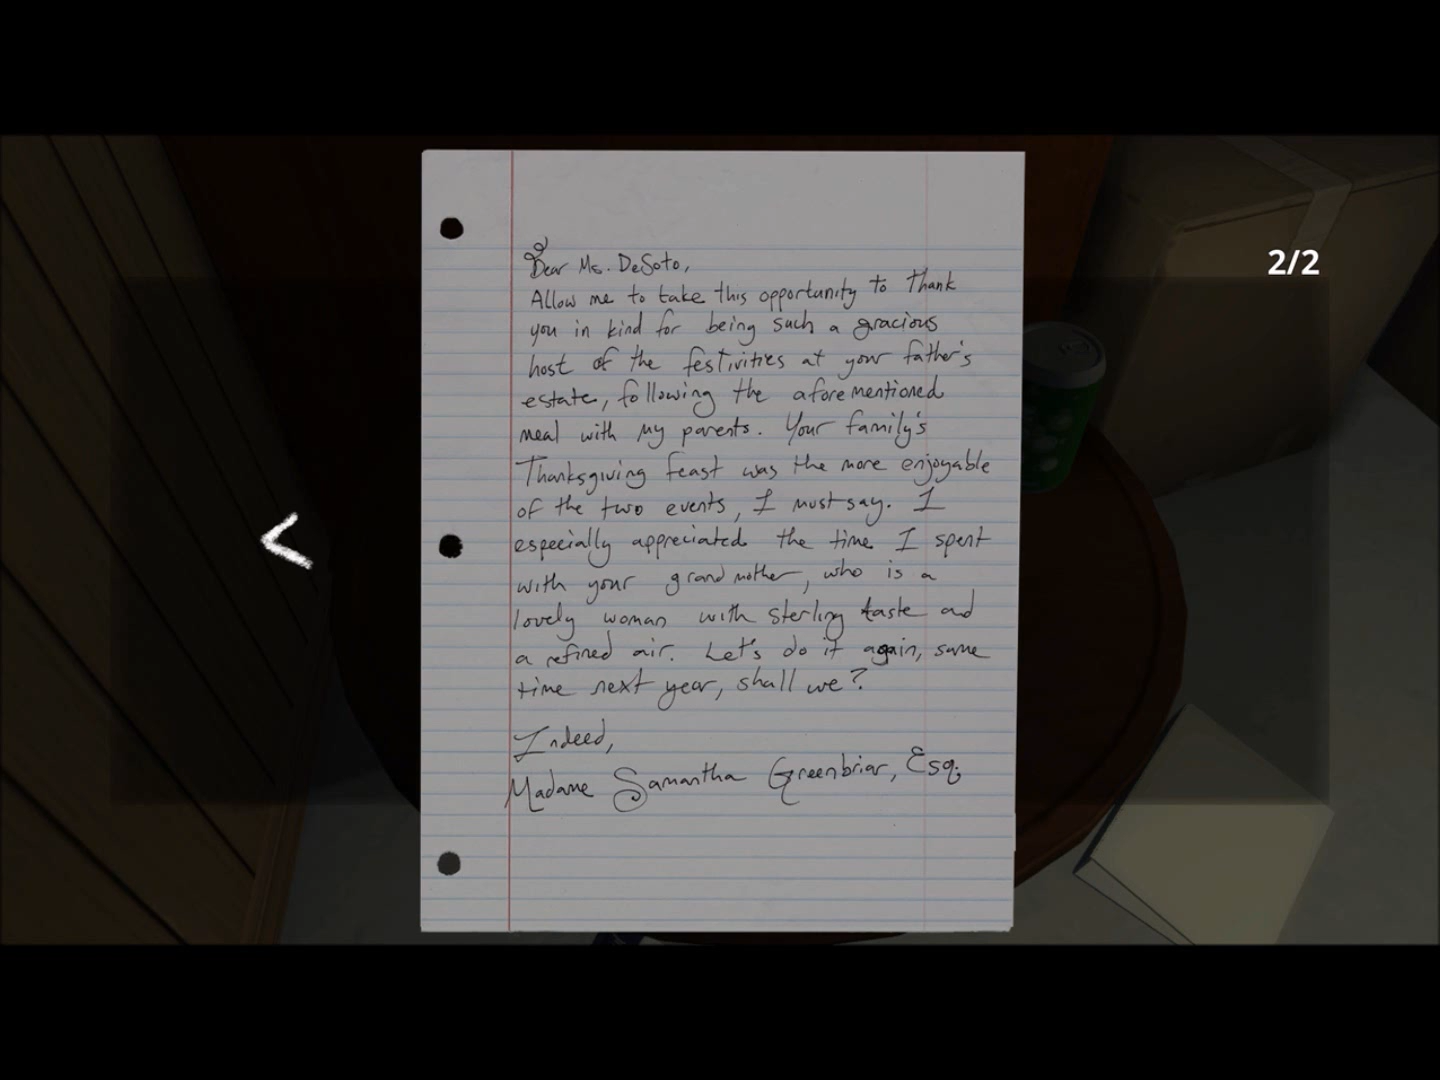 Dear Ms. DeSoto,
Allow me to take this opportunity to thank
you in kind for being such a gracious
host of the festivities at your father's
estate, following the aforementioned
meal with my parents. Your family's
Thanksgiving feast was the more enjoyable
of the two events, I must say. I
especially appreciated the time I spent
with your grandmother, who is a
lovely woman with sterling taste and
a refined air. Let's do it again, same
time next year, shall we?
Indeed,
Madame Samantha Greenbriar, Esq.
2/2